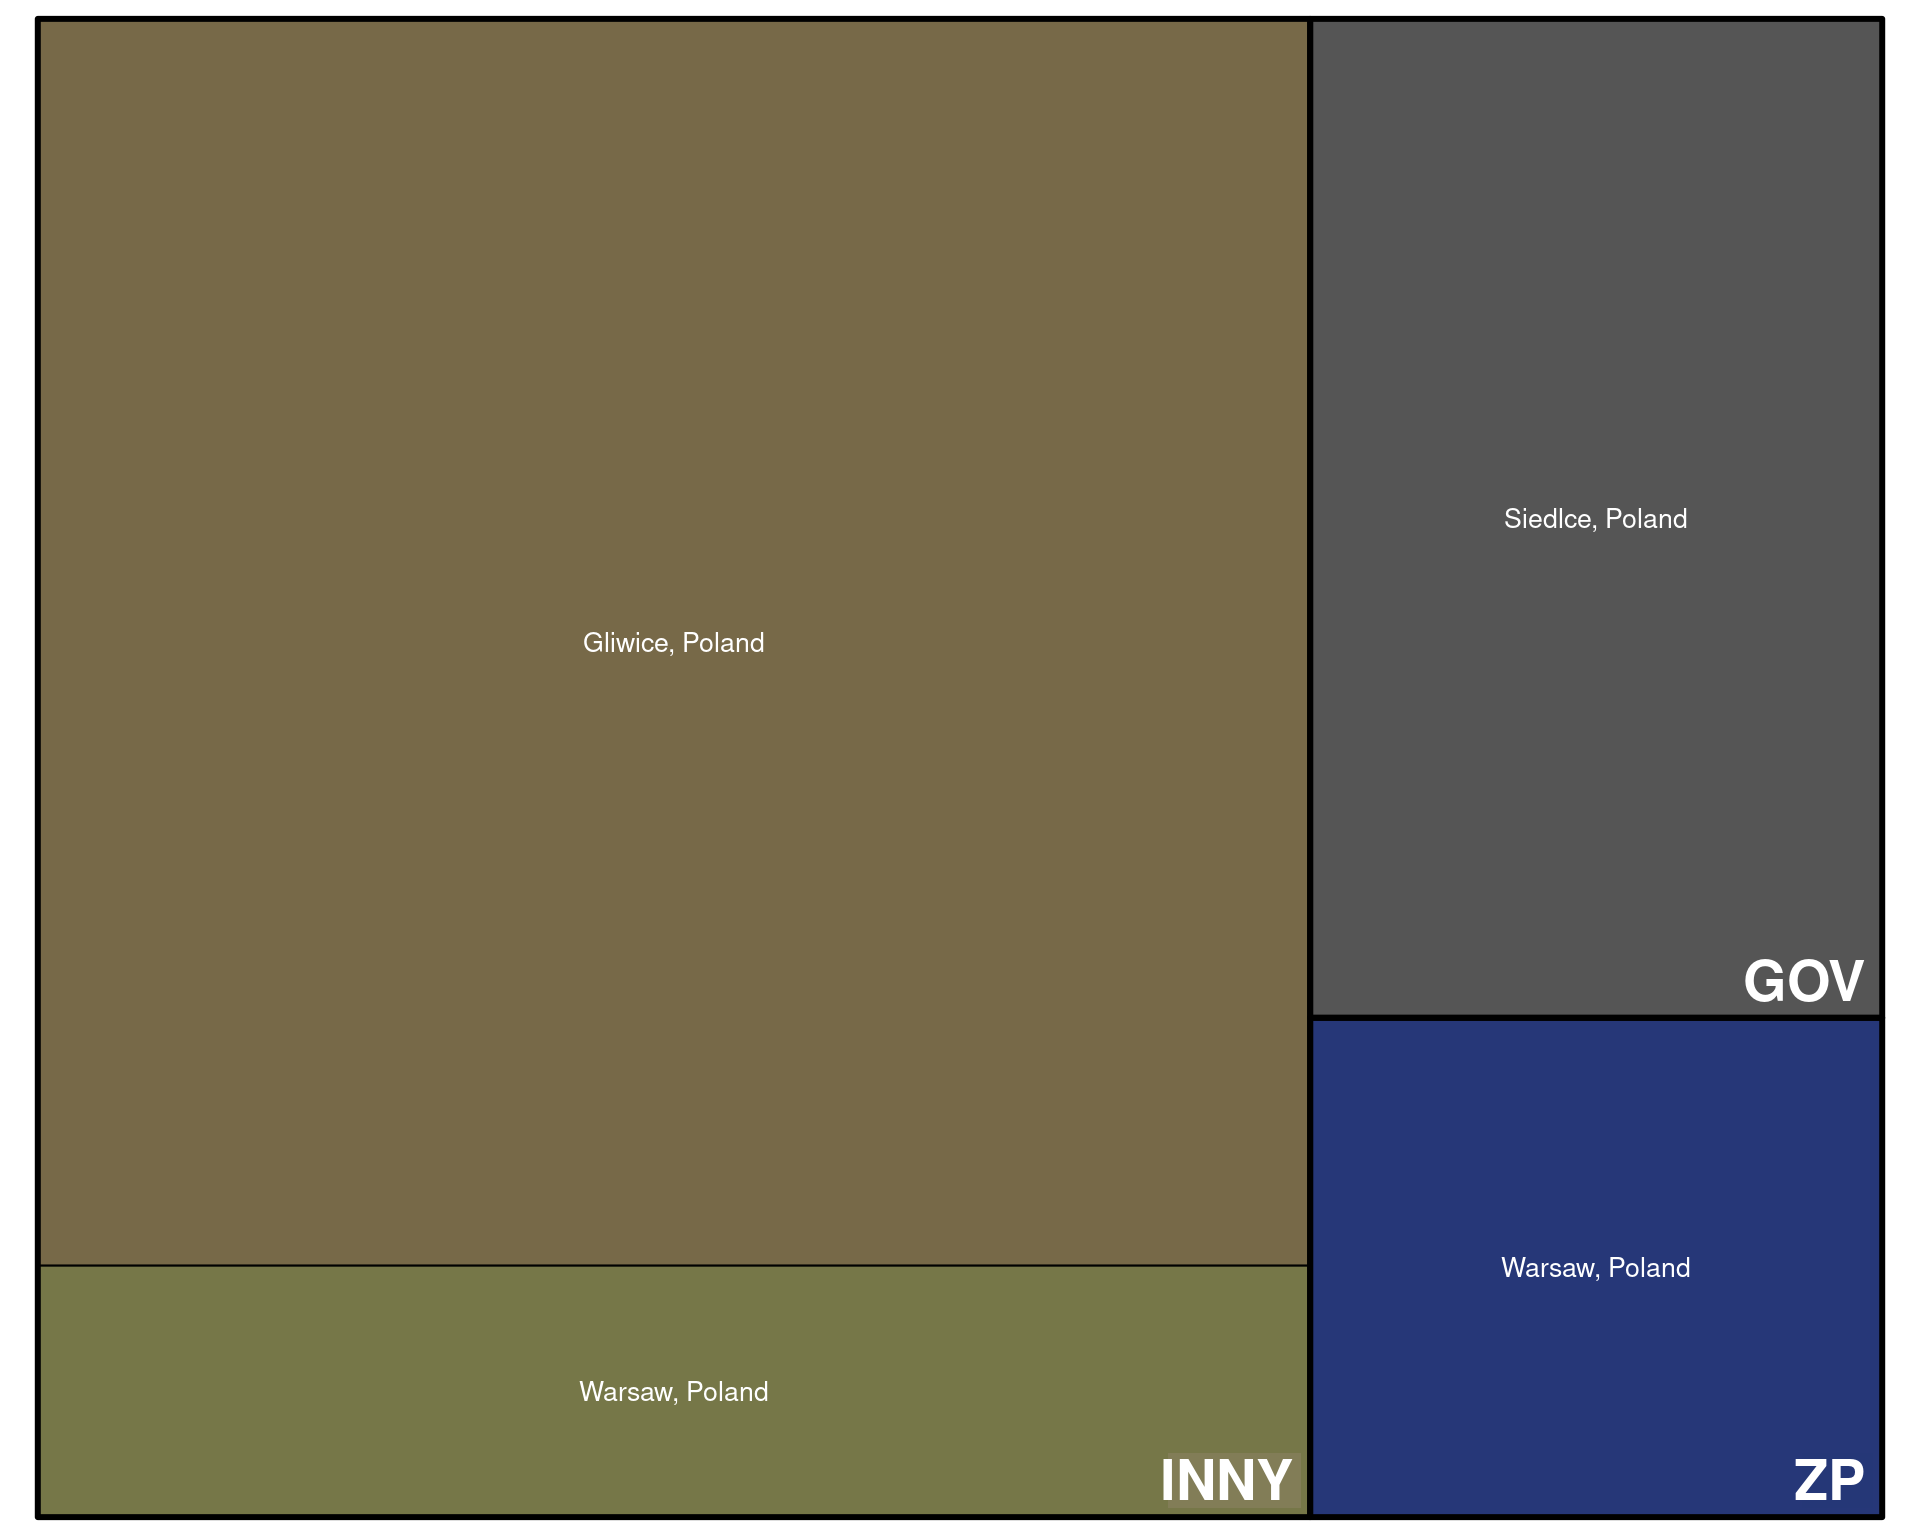 Gliwice, Poland
Warsaw, Poland
INNY
Siedlce, Poland
GOV
Warsaw, Poland
ZP